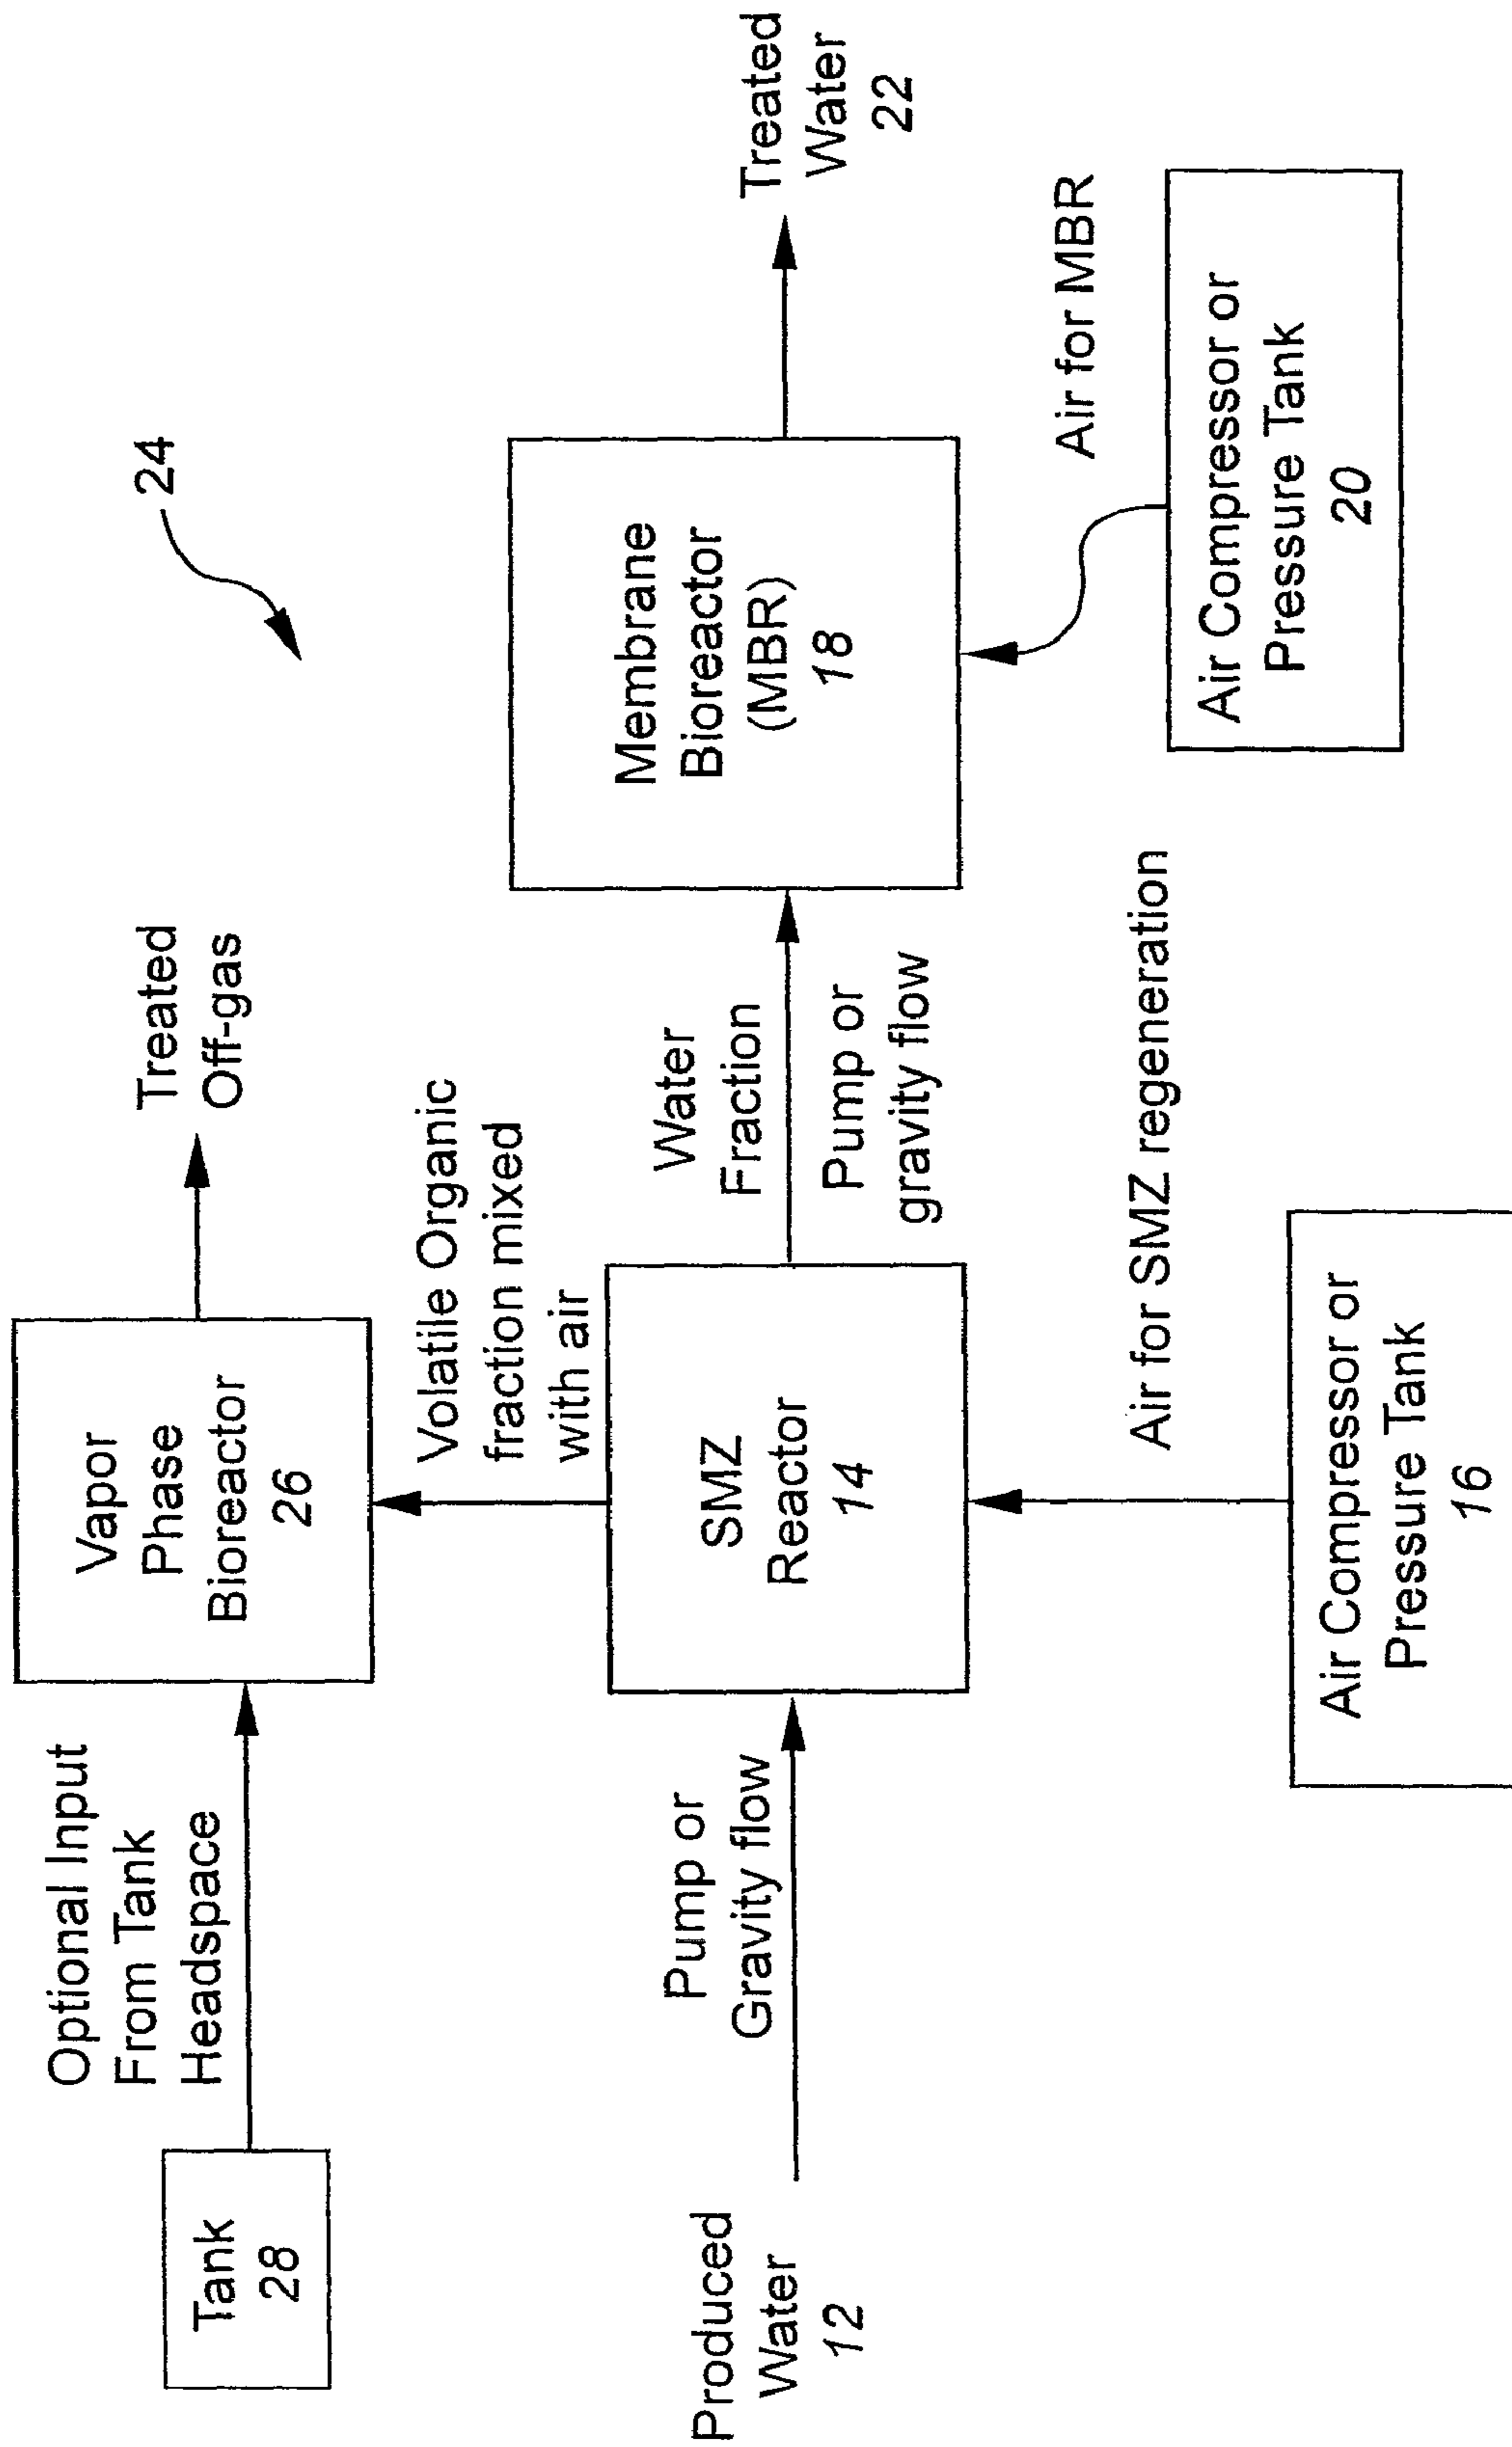 24
Optional Input
From Tank
Headspace
Tank
28
Vapor
Phase
Bioreactor
26
Treated
Off-gas
Volatile Organic
fraction mixed
with air
Produced
Water
12
Pump or
Gravity flow
SMZ
Reactor
14
Water
Fraction
Pump or
gravity flow
Membrane
Bioreactor
(MBR)
18
Treated
Water
22
Air for SMZ regeneration
Air Compressor or
Pressure Tank
16
Air for MBR
Air Compressor or
Pressure Tank
20